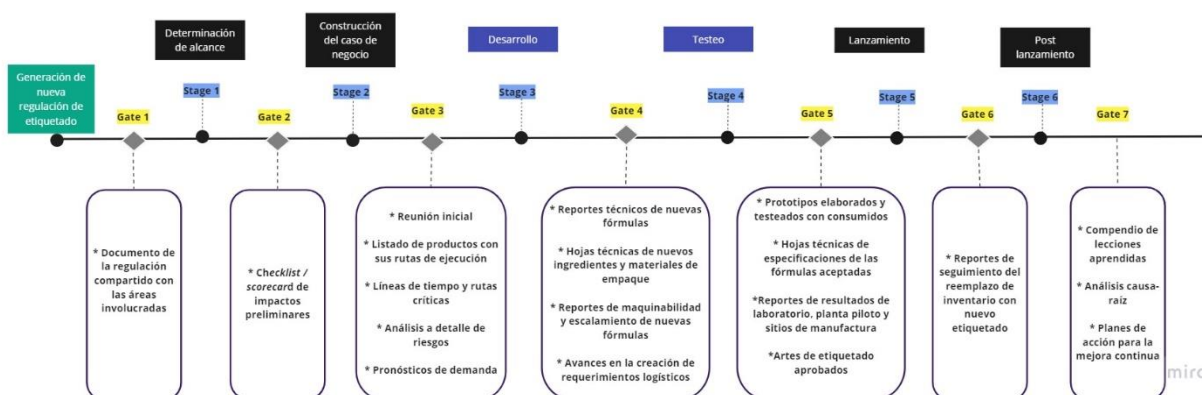 Generación de
nueva
regulación de
etiquetado
Determinación
de alcance
Construcción
del caso de
negocio
Desarrollo
Testeo
Lanzamiento
Post
lanzamiento
Gate 1
Stage 1
Gate 2
Stage 2
Gate 3
Stage 3
Gate 4
Stage 4
Gate 5
Stage 5
Gate 6
Stage 6
Gate 7
* Documento de
la regulación
compartido con
las áreas
involucradas
* Checklist /
scorecard de
impactos
preliminares
* Reunión inicial
* Listado de productos con
sus rutas de ejecución
* Líneas de tiempo y rutas
críticas
* Análisis a detalle de
riesgos
* Pronósticos de demanda
* Reportes técnicos de nuevas
fórmulas
* Hojas técnicas de nuevos
ingredientes y materiales de
empaque
* Reportes de maquinabilidad
y escalamiento de nuevas
fórmulas
* Avances en la creación de
requerimientos logísticos
* Prototipos elaborados y
testeados con consumidos
* Hojas técnicas de
especificaciones de las
fórmulas aceptadas
*Reportes de resultados de
laboratorio, planta piloto y
sitios de manufactura
*Artes de etiquetado
aprobados
* Reportes de
seguimiento del
reemplazo de
inventario con
nuevo
etiquetado
* Compendio de
lecciones
aprendidas
* Análisis causa-
raíz
* Planes de
acción para la
mejora continua